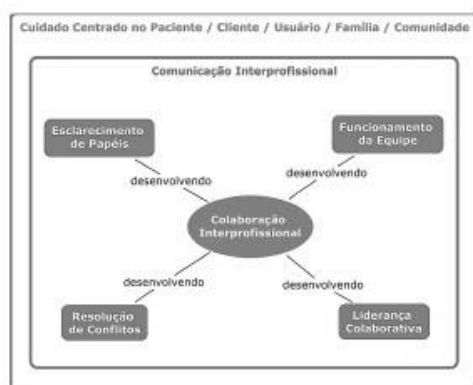 Cuidado Centrado no Paciente / Cliente / Usuário / Família / Comunidade
Comunicação Interprofissional
Esclarecimento
de Papéis
Funcionamento
da Equipe
desenvolvendo
desenvolvendo
Colaboração
Interprofissional
desenvolvendo
desenvolvendo
Resolução
de Conflitos
Liderança
Colaborativa